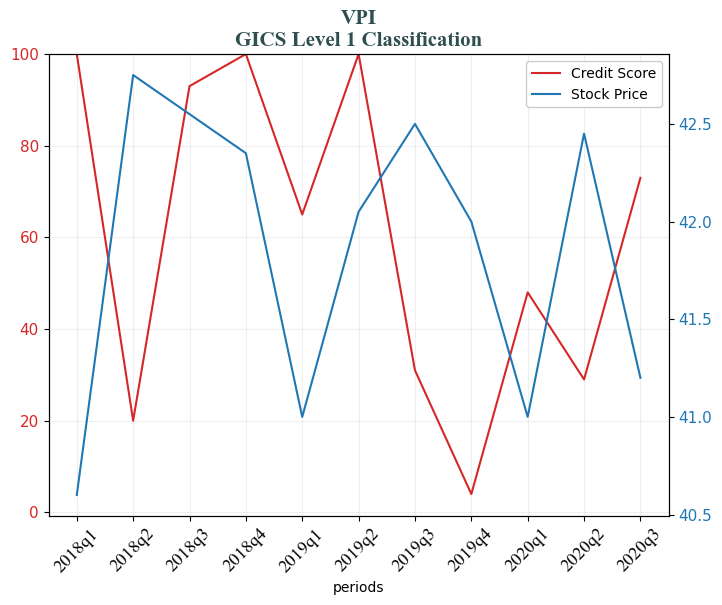 VPI
GICS Level 1 Classification
Credit Score
Stock Price
100
80
60
40
20
0
42.5
42.0
41.5
41.0
40.5
2018q1
2018q2
2018q3
2018q4
2019q1
2019q2
2019q3
2019q4
2020q1
2020q2
2020q3
periods